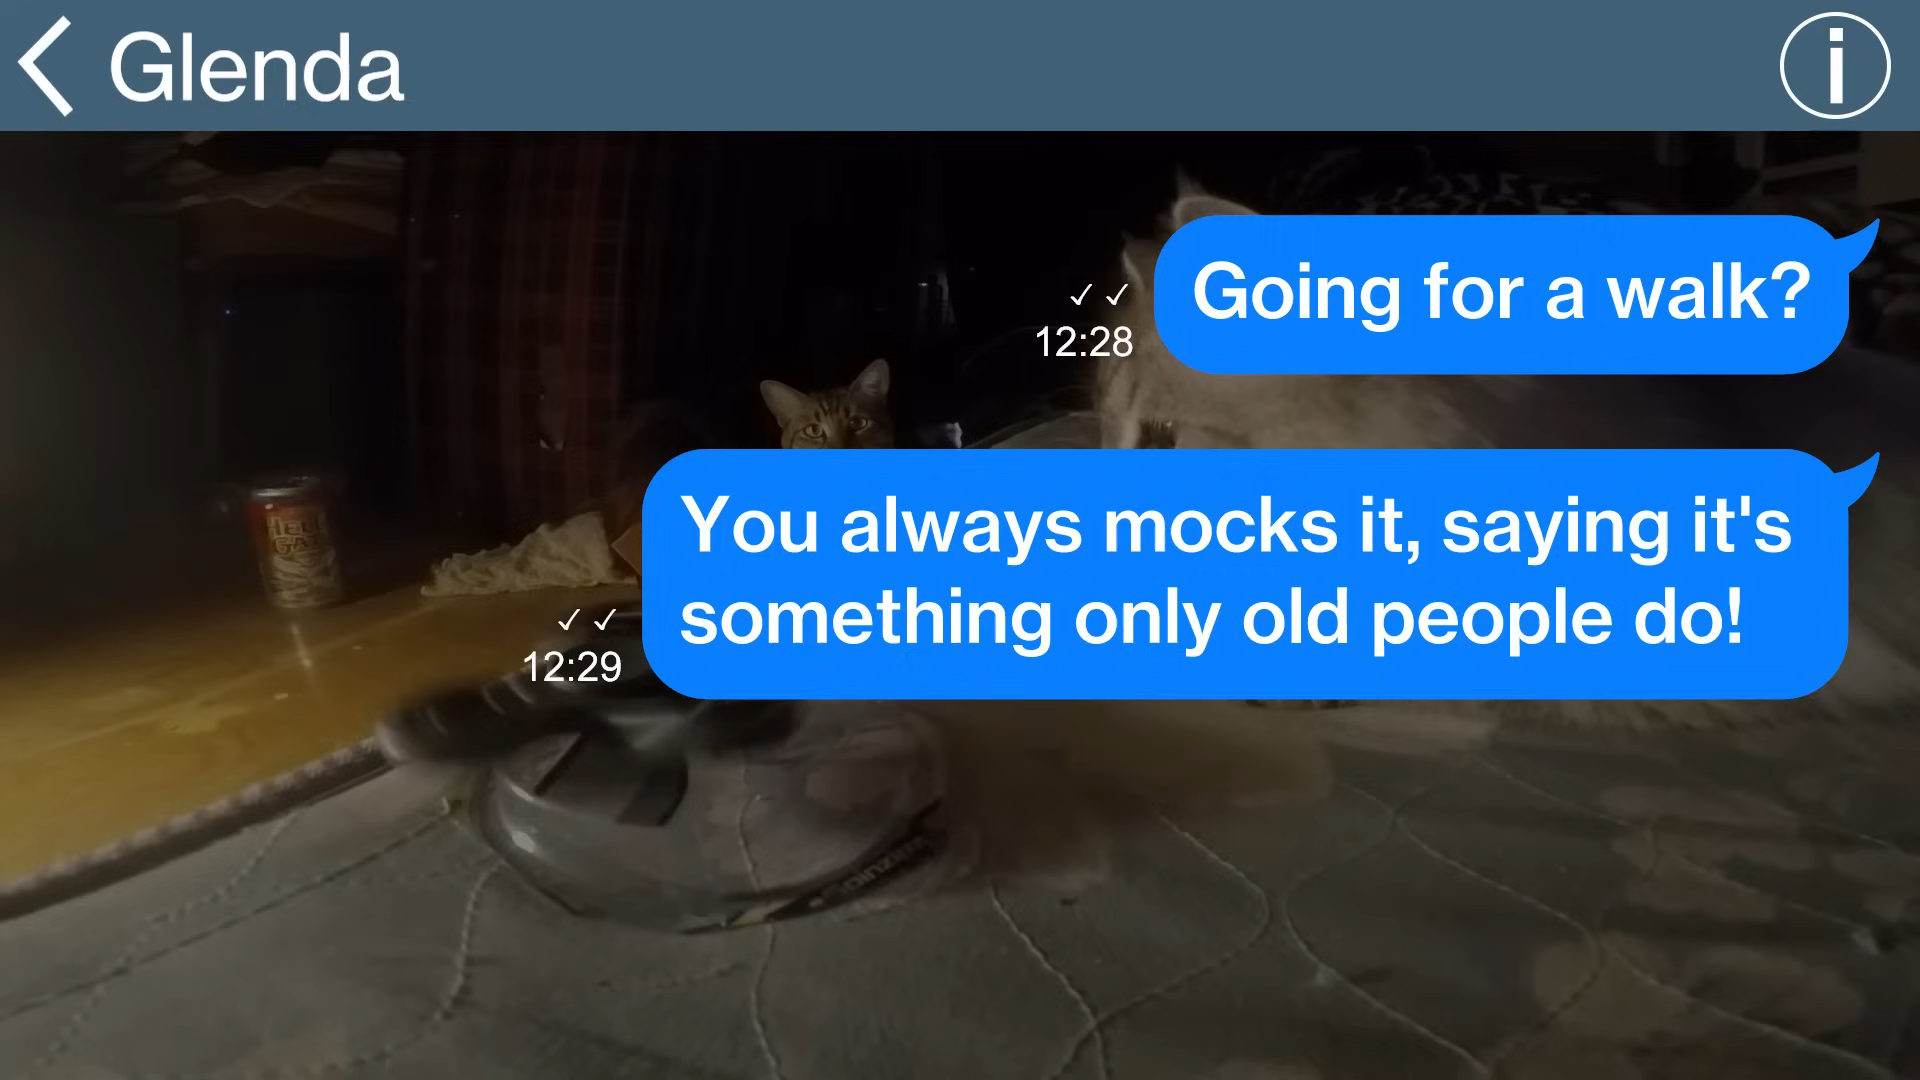 Glenda
Going for a walk?
12:28
You always mocks it, saying it's
something only old people do!
12:29
HELL